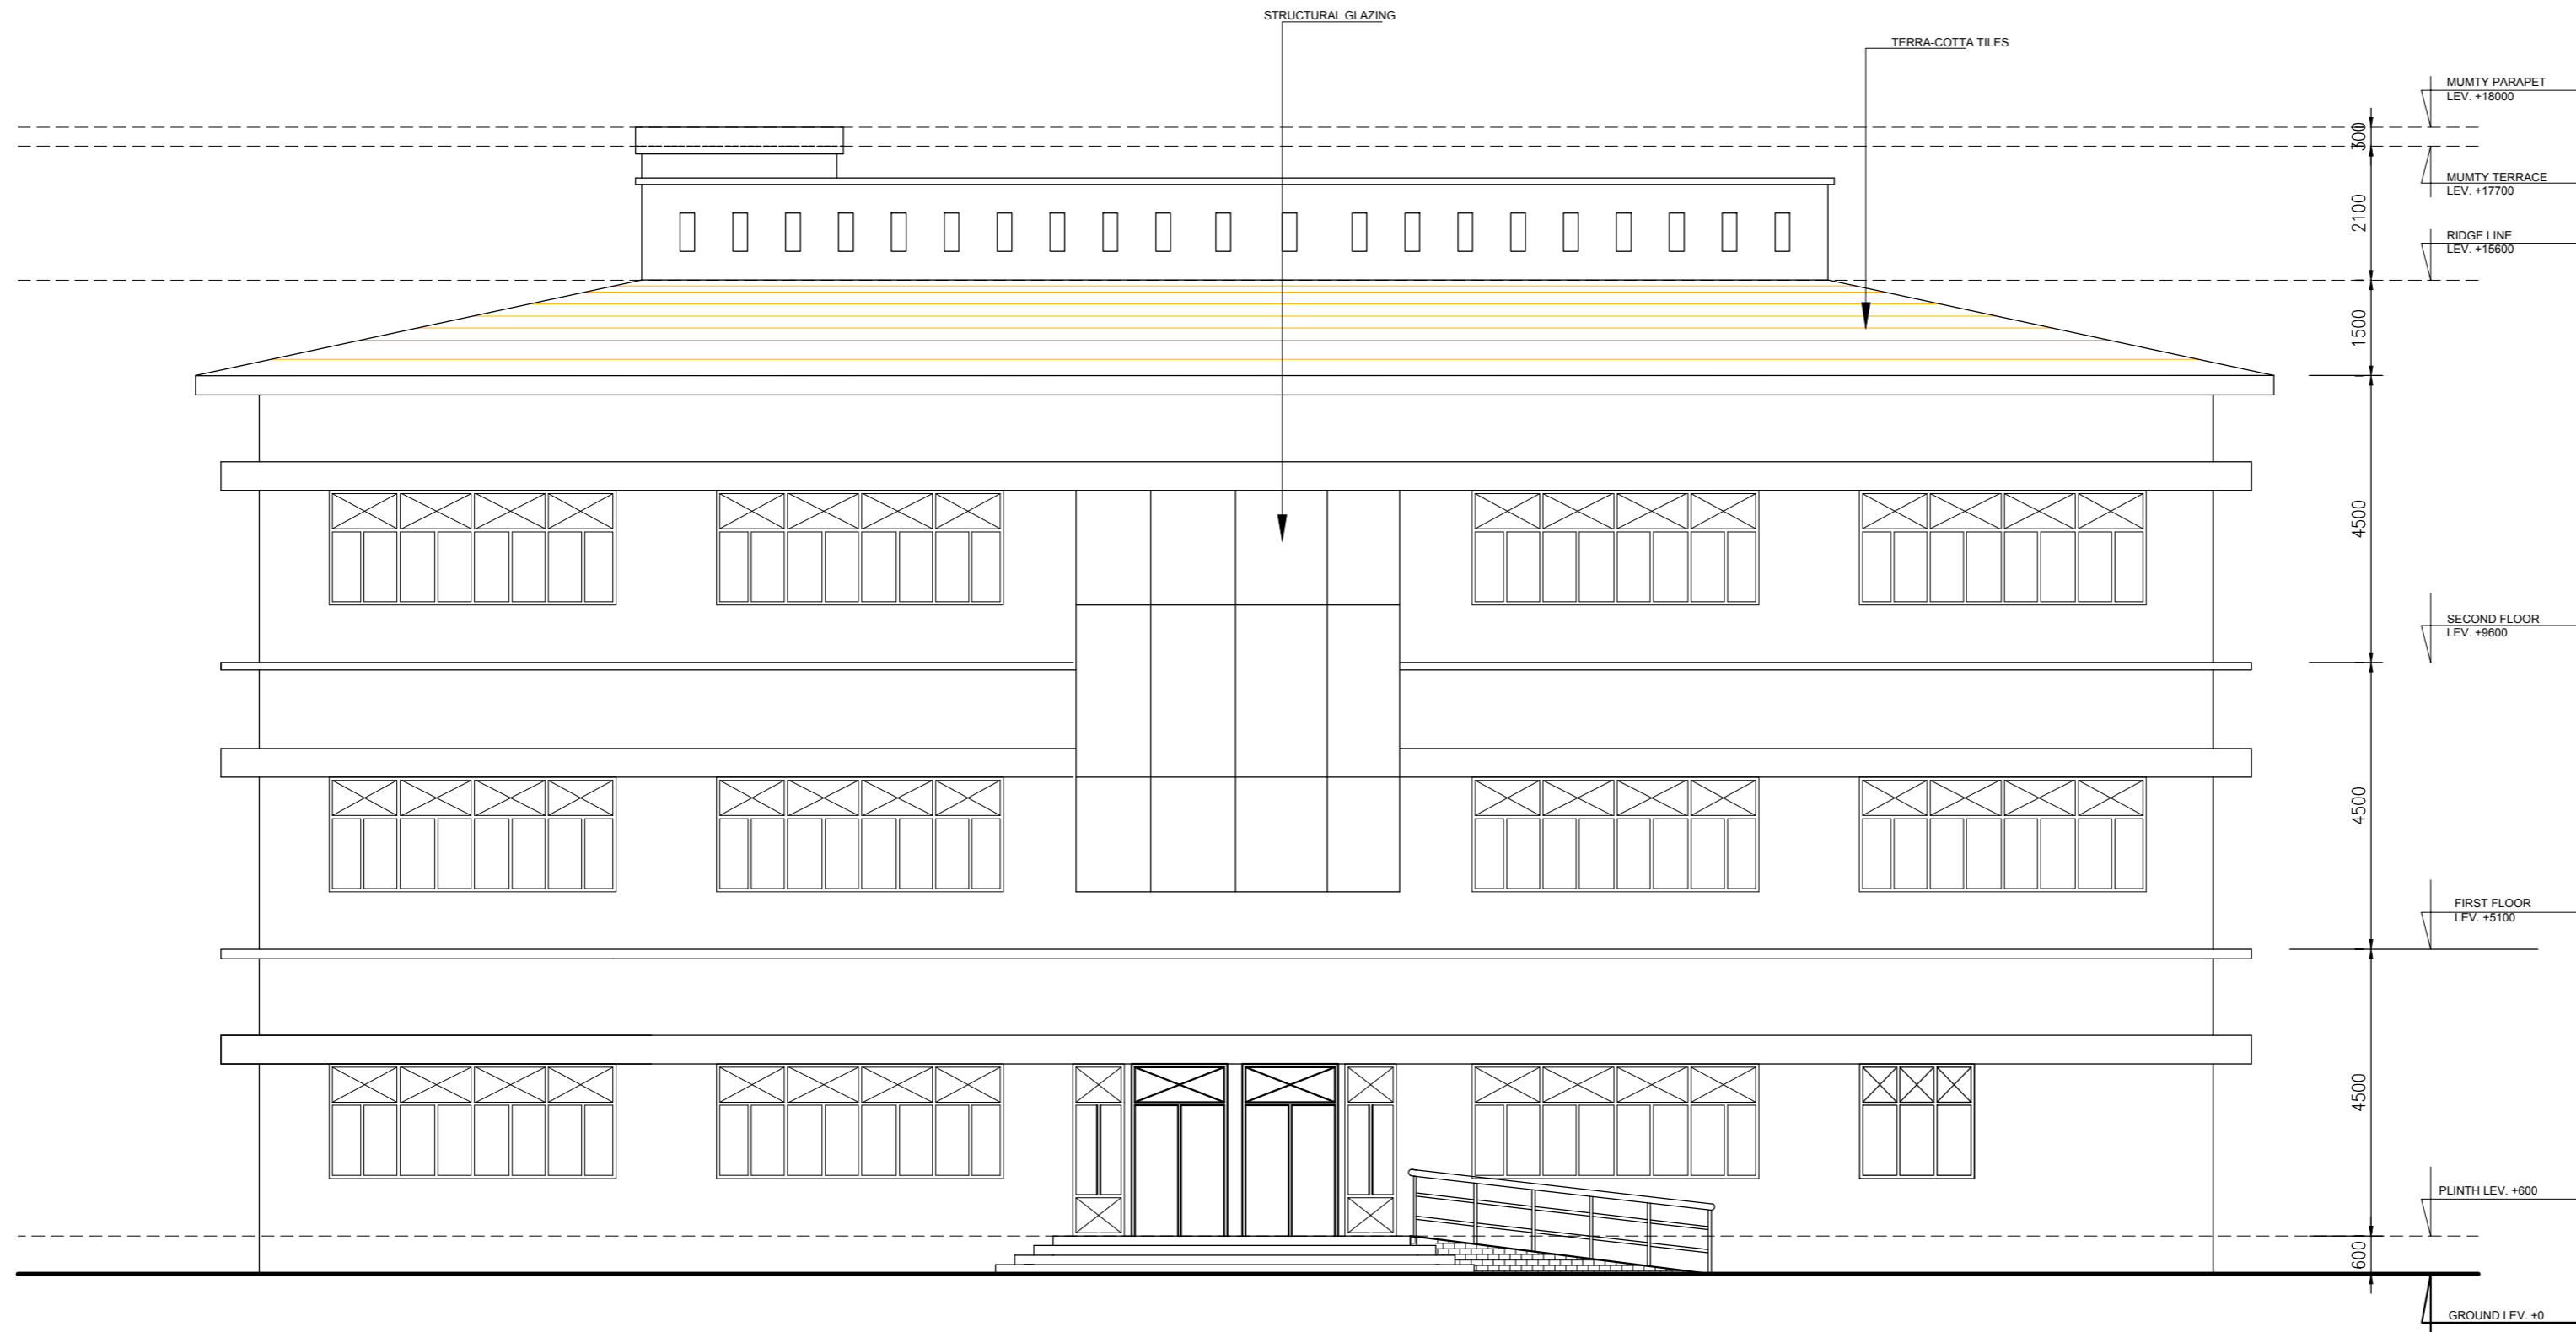 STRUCTURAL GLAZING
TERRA-COTTA TILES
MUMTY PARAPET
LEV. +18000
300
MUMTY TERRACE
LEV. +17700
2100
RIDGE LINE
LEV. +15600
1500
4500
SECOND FLOOR
LEV. +9600
4500
FIRST FLOOR
LEV. +5100
4500
PLINTH LEV. +600
600
GROUND LEV. ±0